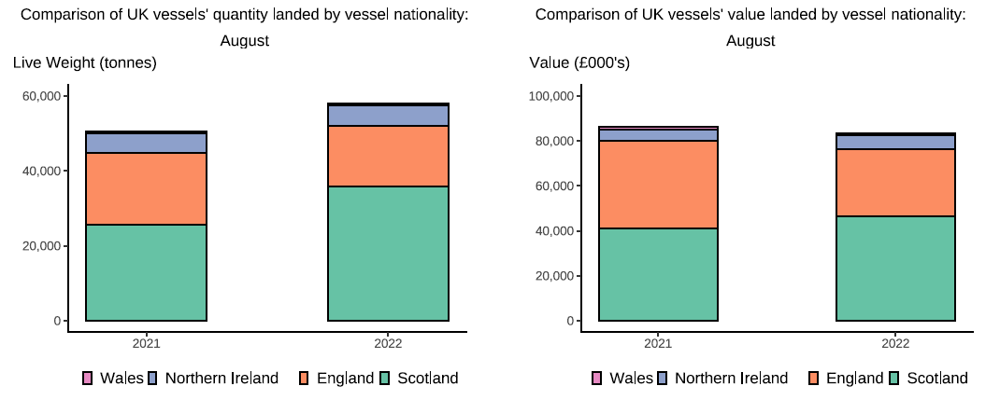 Comparison of UK vessels' quantity landed by vessel nationality:
August
Live Weight (tonnes)
60,000
40,000
20,000
0
2021 2022
Wales Northern Ireland England Scotland
Comparison of UK vessels' value landed by vessel nationality:
August
Value (£000's)
100,000
80,000
60,000
40,000
20,000
0
2021 2022
Wales Northern Ireland England Scotland